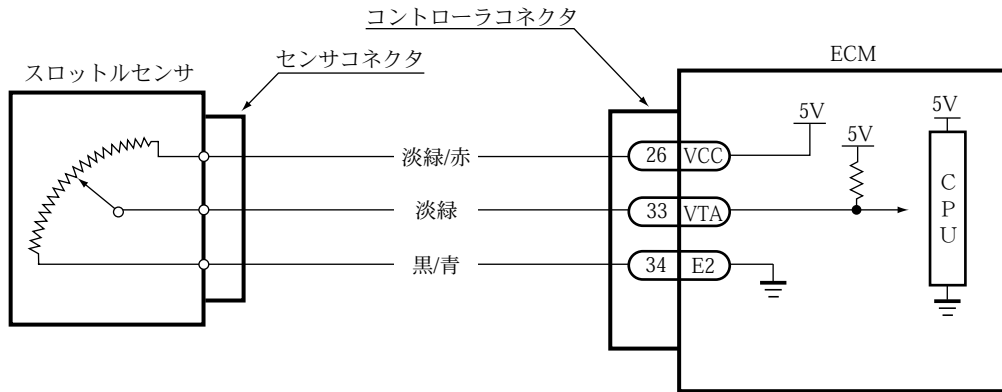 コントローラコネクタ
センサコネクタ
スロットルセンサ
ECM
5V
5V
5V
淡緑/赤
26
VCC
淡緑
33
VTA
黒/青
34
E2
CPU